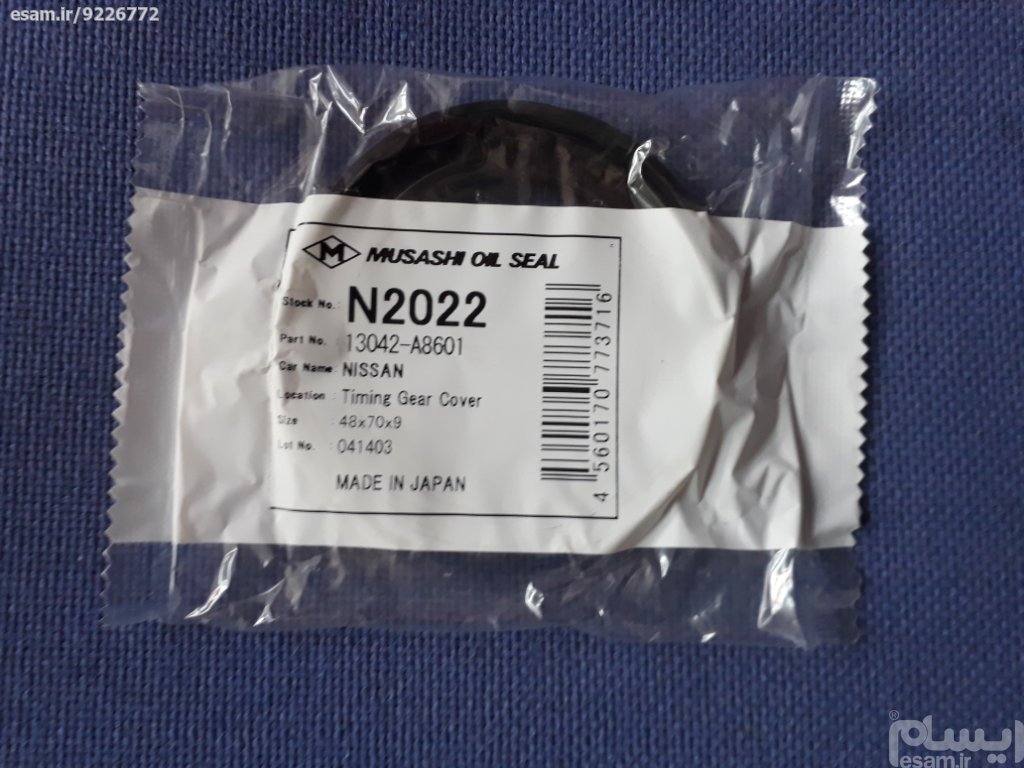 esam.ir/9226772
M MUSASHI OIL SEAL
Stock No. : N2022
Part No. : 13042-A8601
Car Name : NISSAN
Location : Timing Gear Cover
Size : 48x70x9
Lot No. : 041403
MADE IN JAPAN
4 560170 773716
ایسام®
esam.ir